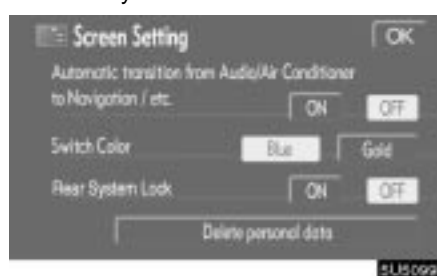 Screen Setting
OK
Automatic transition from Audio/Air Conditioner
to Navigation / etc.
ON
OFF
Switch Color
Blue
Gold
Rear System Lock
ON
OFF
Delete personal data